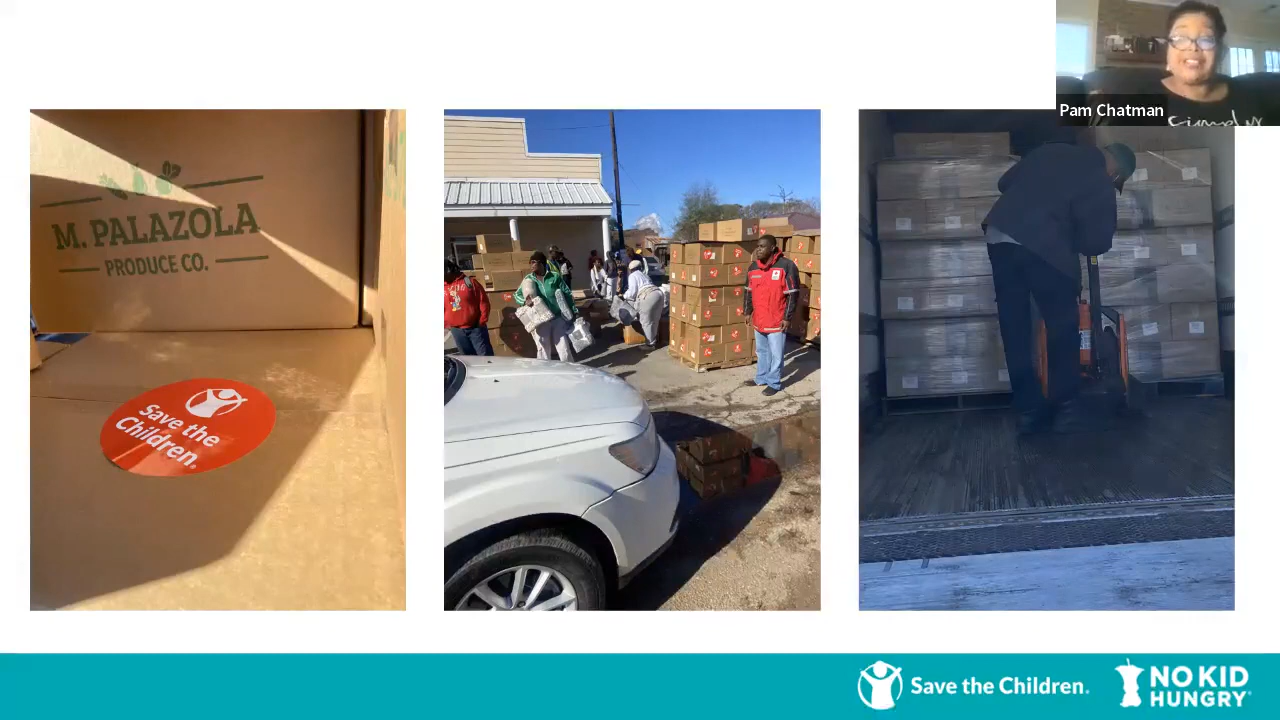 Pam Chatman
M. PALAZOLA
PRODUCE CO.
Save the
Children®
Save the Children®
NO KID
HUNGRY®